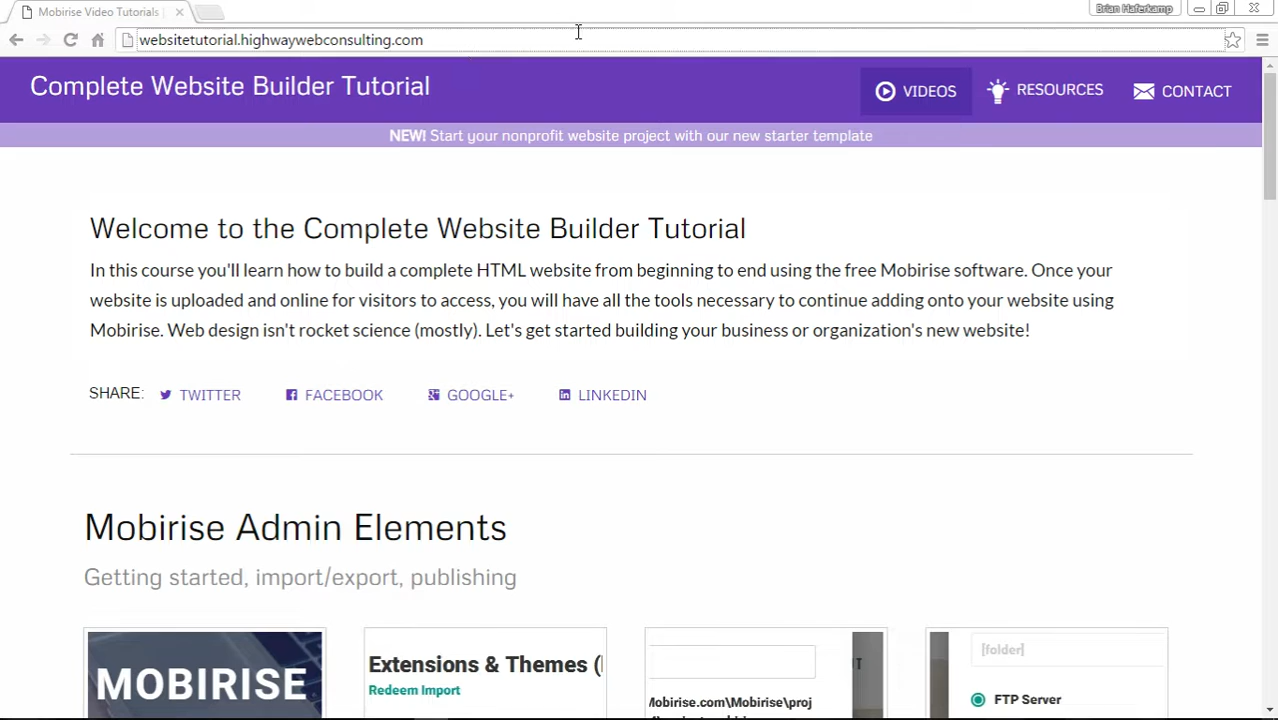 Mobirise Video Tutorials
Brian Haferkamp
websitetutorial.highwaywebconsulting.com
Complete Website Builder Tutorial
VIDEOS
RESOURCES
CONTACT
NEW! Start your nonprofit website project with our new starter template
Welcome to the Complete Website Builder Tutorial
In this course you'll learn how to build a complete HTML website from beginning to end using the free Mobirise software. Once your
website is uploaded and online for visitors to access, you will have all the tools necessary to continue adding onto your website using
Mobirise. Web design isn't rocket science (mostly). Let's get started building your business or organization's new website!
SHARE: TWITTER FACEBOOK GOOGLE+ LINKEDIN
Mobirise Admin Elements
Getting started, import/export, publishing
MOBIRISE
Extensions & Themes (
Redeem Import
Mobirise.com\Mobirise\proj
[folder]
FTP Server